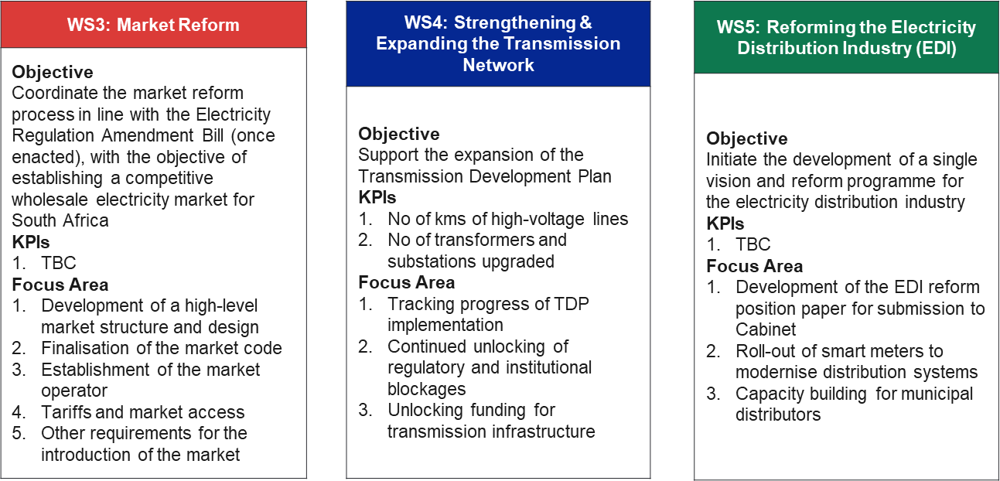 WS3: Market Reform
Objective
Coordinate the market reform
process in line with the Electricity
Regulation Amendment Bill (once
enacted), with the objective of
establishing a competitive
wholesale electricity market for
South Africa
KPIs
1. TBC
Focus Area
1. Development of a high-level
market structure and design
2. Finalisation of the market code
3. Establishment of the market
operator
4. Tariffs and market access
5. Other requirements for the
introduction of the market
WS4: Strengthening &
Expanding the Transmission
Network
Objective
Support the expansion of the
Transmission Development Plan
KPIs
1. No of kms of high-voltage lines
2. No of transformers and
substations upgraded
Focus Area
1. Tracking progress of TDP
implementation
2. Continued unlocking of
regulatory and institutional
blockages
3. Unlocking funding for
transmission infrastructure
WS5: Reforming the Electricity
Distribution Industry (EDI)
Objective
Initiate the development of a single
vision and reform programme for
the electricity distribution industry
KPIs
1. TBC
Focus Area
1. Development of the EDI reform
position paper for submission to
Cabinet
2. Roll-out of smart meters to
modernise distribution systems
3. Capacity building for municipal
distributors